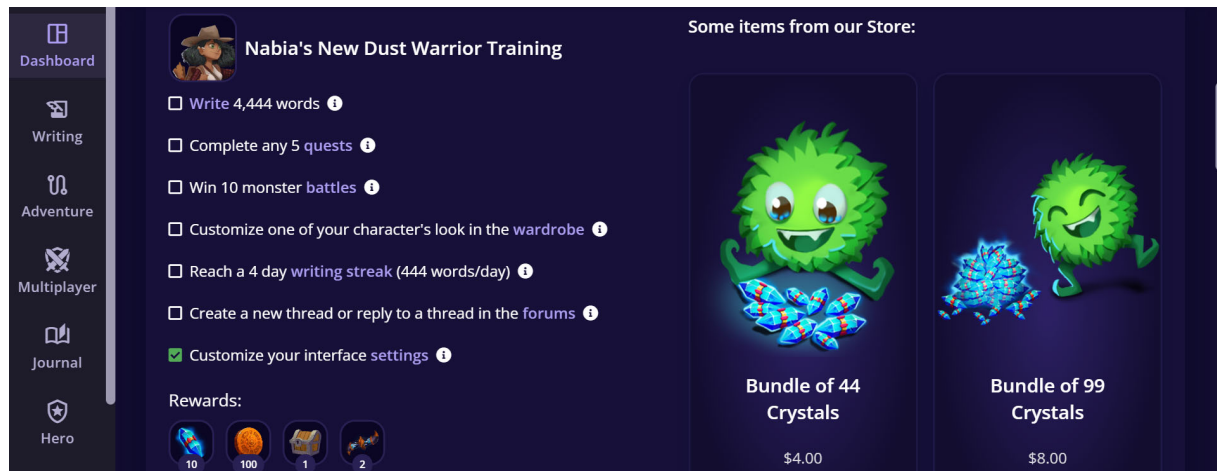 Dashboard
Writing
Adventure
Multiplayer
Journal
Hero
Nabia's New Dust Warrior Training
Write 4,444 words
Complete any 5 quests
Win 10 monster battles
Customize one of your character's look in the wardrobe
Reach a 4 day writing streak (444 words/day)
Create a new thread or reply to a thread in the forums
Customize your interface settings
Rewards:
10
100
1
2
Some items from our Store:
Bundle of 44
Crystals
$4.00
Bundle of 99
Crystals
$8.00